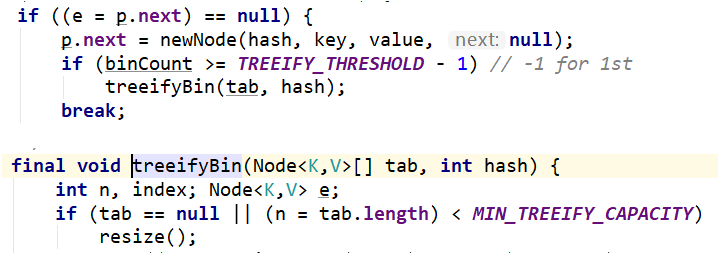 if ((e = p.next) == null) {
p.next = newNode(hash, key, value, next: null);
if (binCount >= TREEIFY_THRESHOLD - 1) // -1 for 1st
treeifyBin(tab, hash);
break;
final void treeifyBin(Node<K,V>[] tab, int hash) {
int n, index; Node<K,V> e;
if (tab == null || (n = tab.length) < MIN_TREEIFY_CAPACITY)
resize();